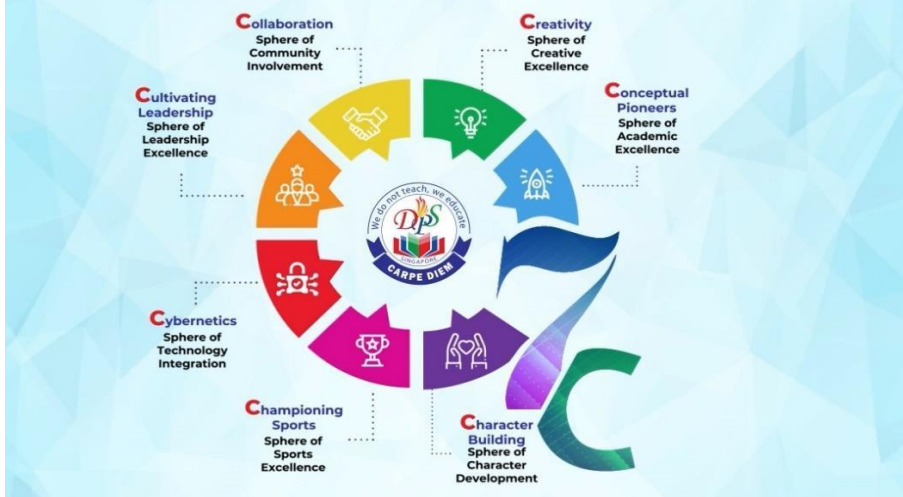 Collaboration
Sphere of
Community
Involvement
Creativity
Sphere of
Creative
Excellence
Cultivating
Leadership
Sphere of
Leadership
Excellence
Conceptual
Pioneers
Sphere of
Academic
Excellence
We do not teach, we educate
DPS
SINGAPORE
CARPE DIEM
7C
Cybernetics
Sphere of
Technology
Integration
Championing
Sports
Sphere of
Sports
Excellence
Character
Building
Sphere of
Character
Development